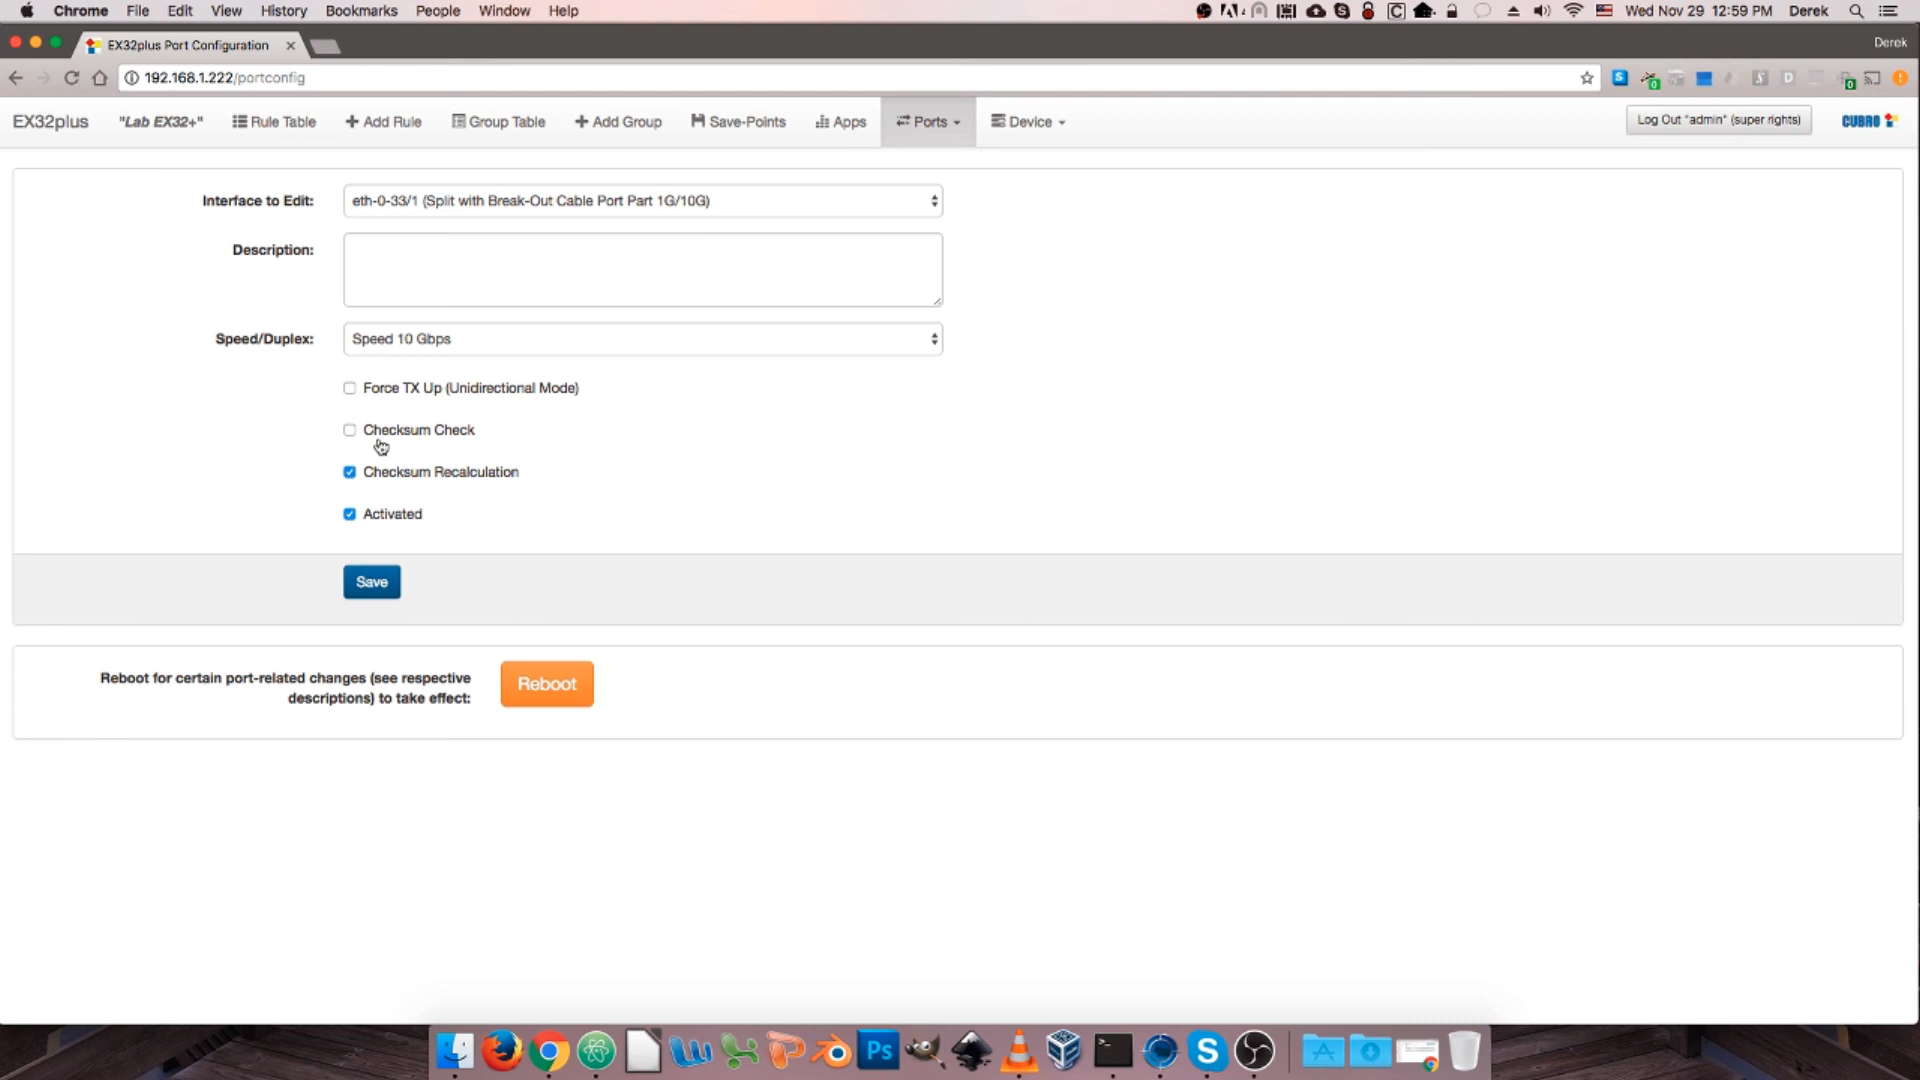 Chrome File Edit View History Bookmarks People Window Help
Wed Nov 29 12:59 PM Derek
EX32plus Port Configuration
Derek
192.168.1.222/portconfig
EX32plus "Lab EX32+" Rule Table + Add Rule Group Table + Add Group Save-Points Apps Ports Device Log Out "admin" (super rights) CUBRO
Interface to Edit: eth-0-33/1 (Split with Break-Out Cable Port Part 1G/10G)
Description:
Speed/Duplex: Speed 10 Gbps
Force TX Up (Unidirectional Mode)
Checksum Check
Checksum Recalculation
Activated
Save
Reboot for certain port-related changes (see respective
descriptions) to take effect:
Reboot
Ps